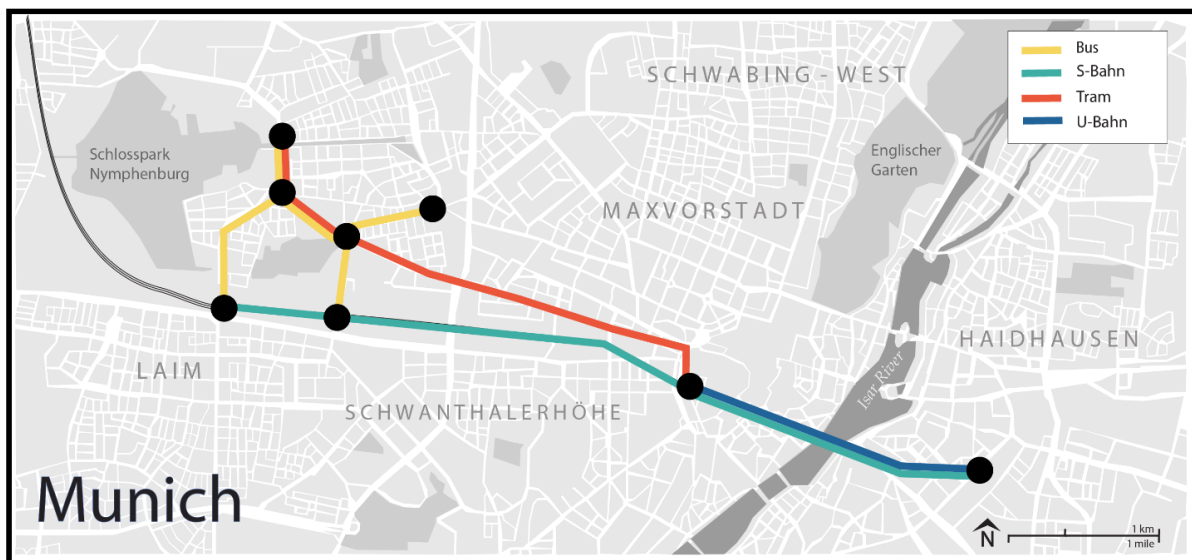 Bus
S-Bahn
Tram
U-Bahn
SCHWABING - WEST
Schlosspark
Nymphenburg
Englischer
Garten
MAXVORSTADT
HAIDHAUSEN
LAIM
Isar River
SCHWANTHALERHÖHE
Munich
N
1 km
1 mile